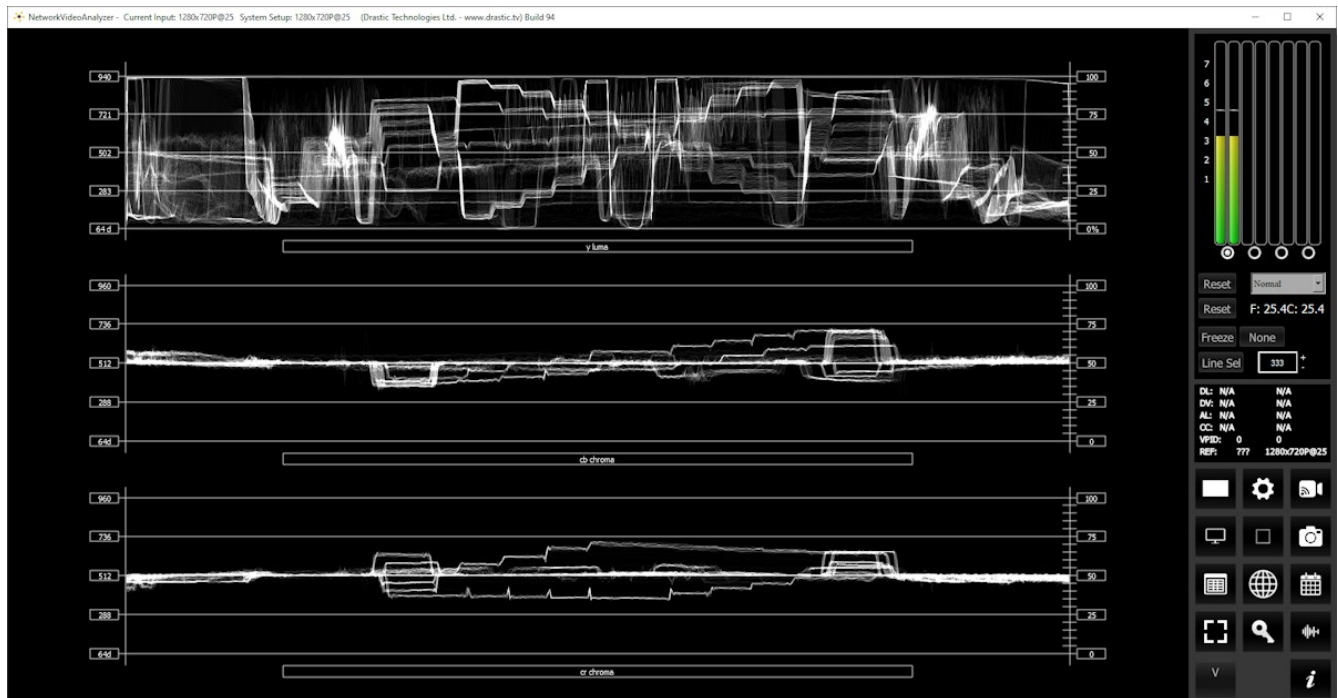 NetworkVideoAnalyzer - Current Input: 1280x720P@25 System Setup: 1280x720P@25 (Drastic Technologies Ltd. - www.drastic.tv) Build 94
940 100
721 75
502 50
283 25
64 d 0%
y luma
960 100
736 75
512 50
288 25
64d 0
cb chroma
960 100
736 75
512 50
288 25
64d 0
cr chroma
7
6
5
4
3
2
1
Reset Normal
Reset F: 25.4C: 25.4
Freeze None
Line Sel 333 + -
DL: N/A N/A
DV: N/A N/A
AL: N/A N/A
CC: N/A N/A
VPID: 0 0
REF: ??? 1280x720P@25
V i